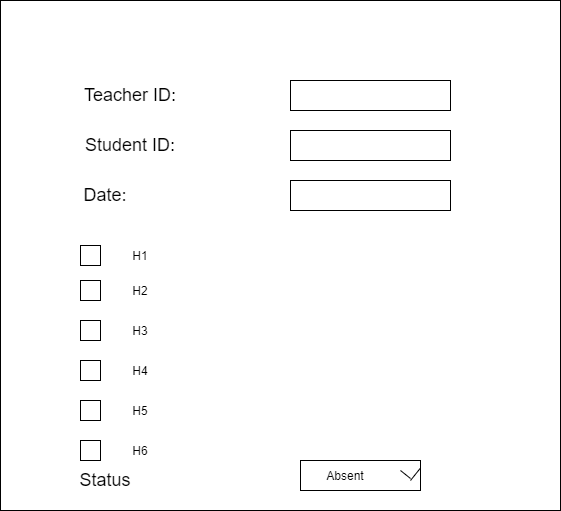 Teacher ID:
Student ID:
Date:
H1
H2
H3
H4
H5
H6
Status
Absent